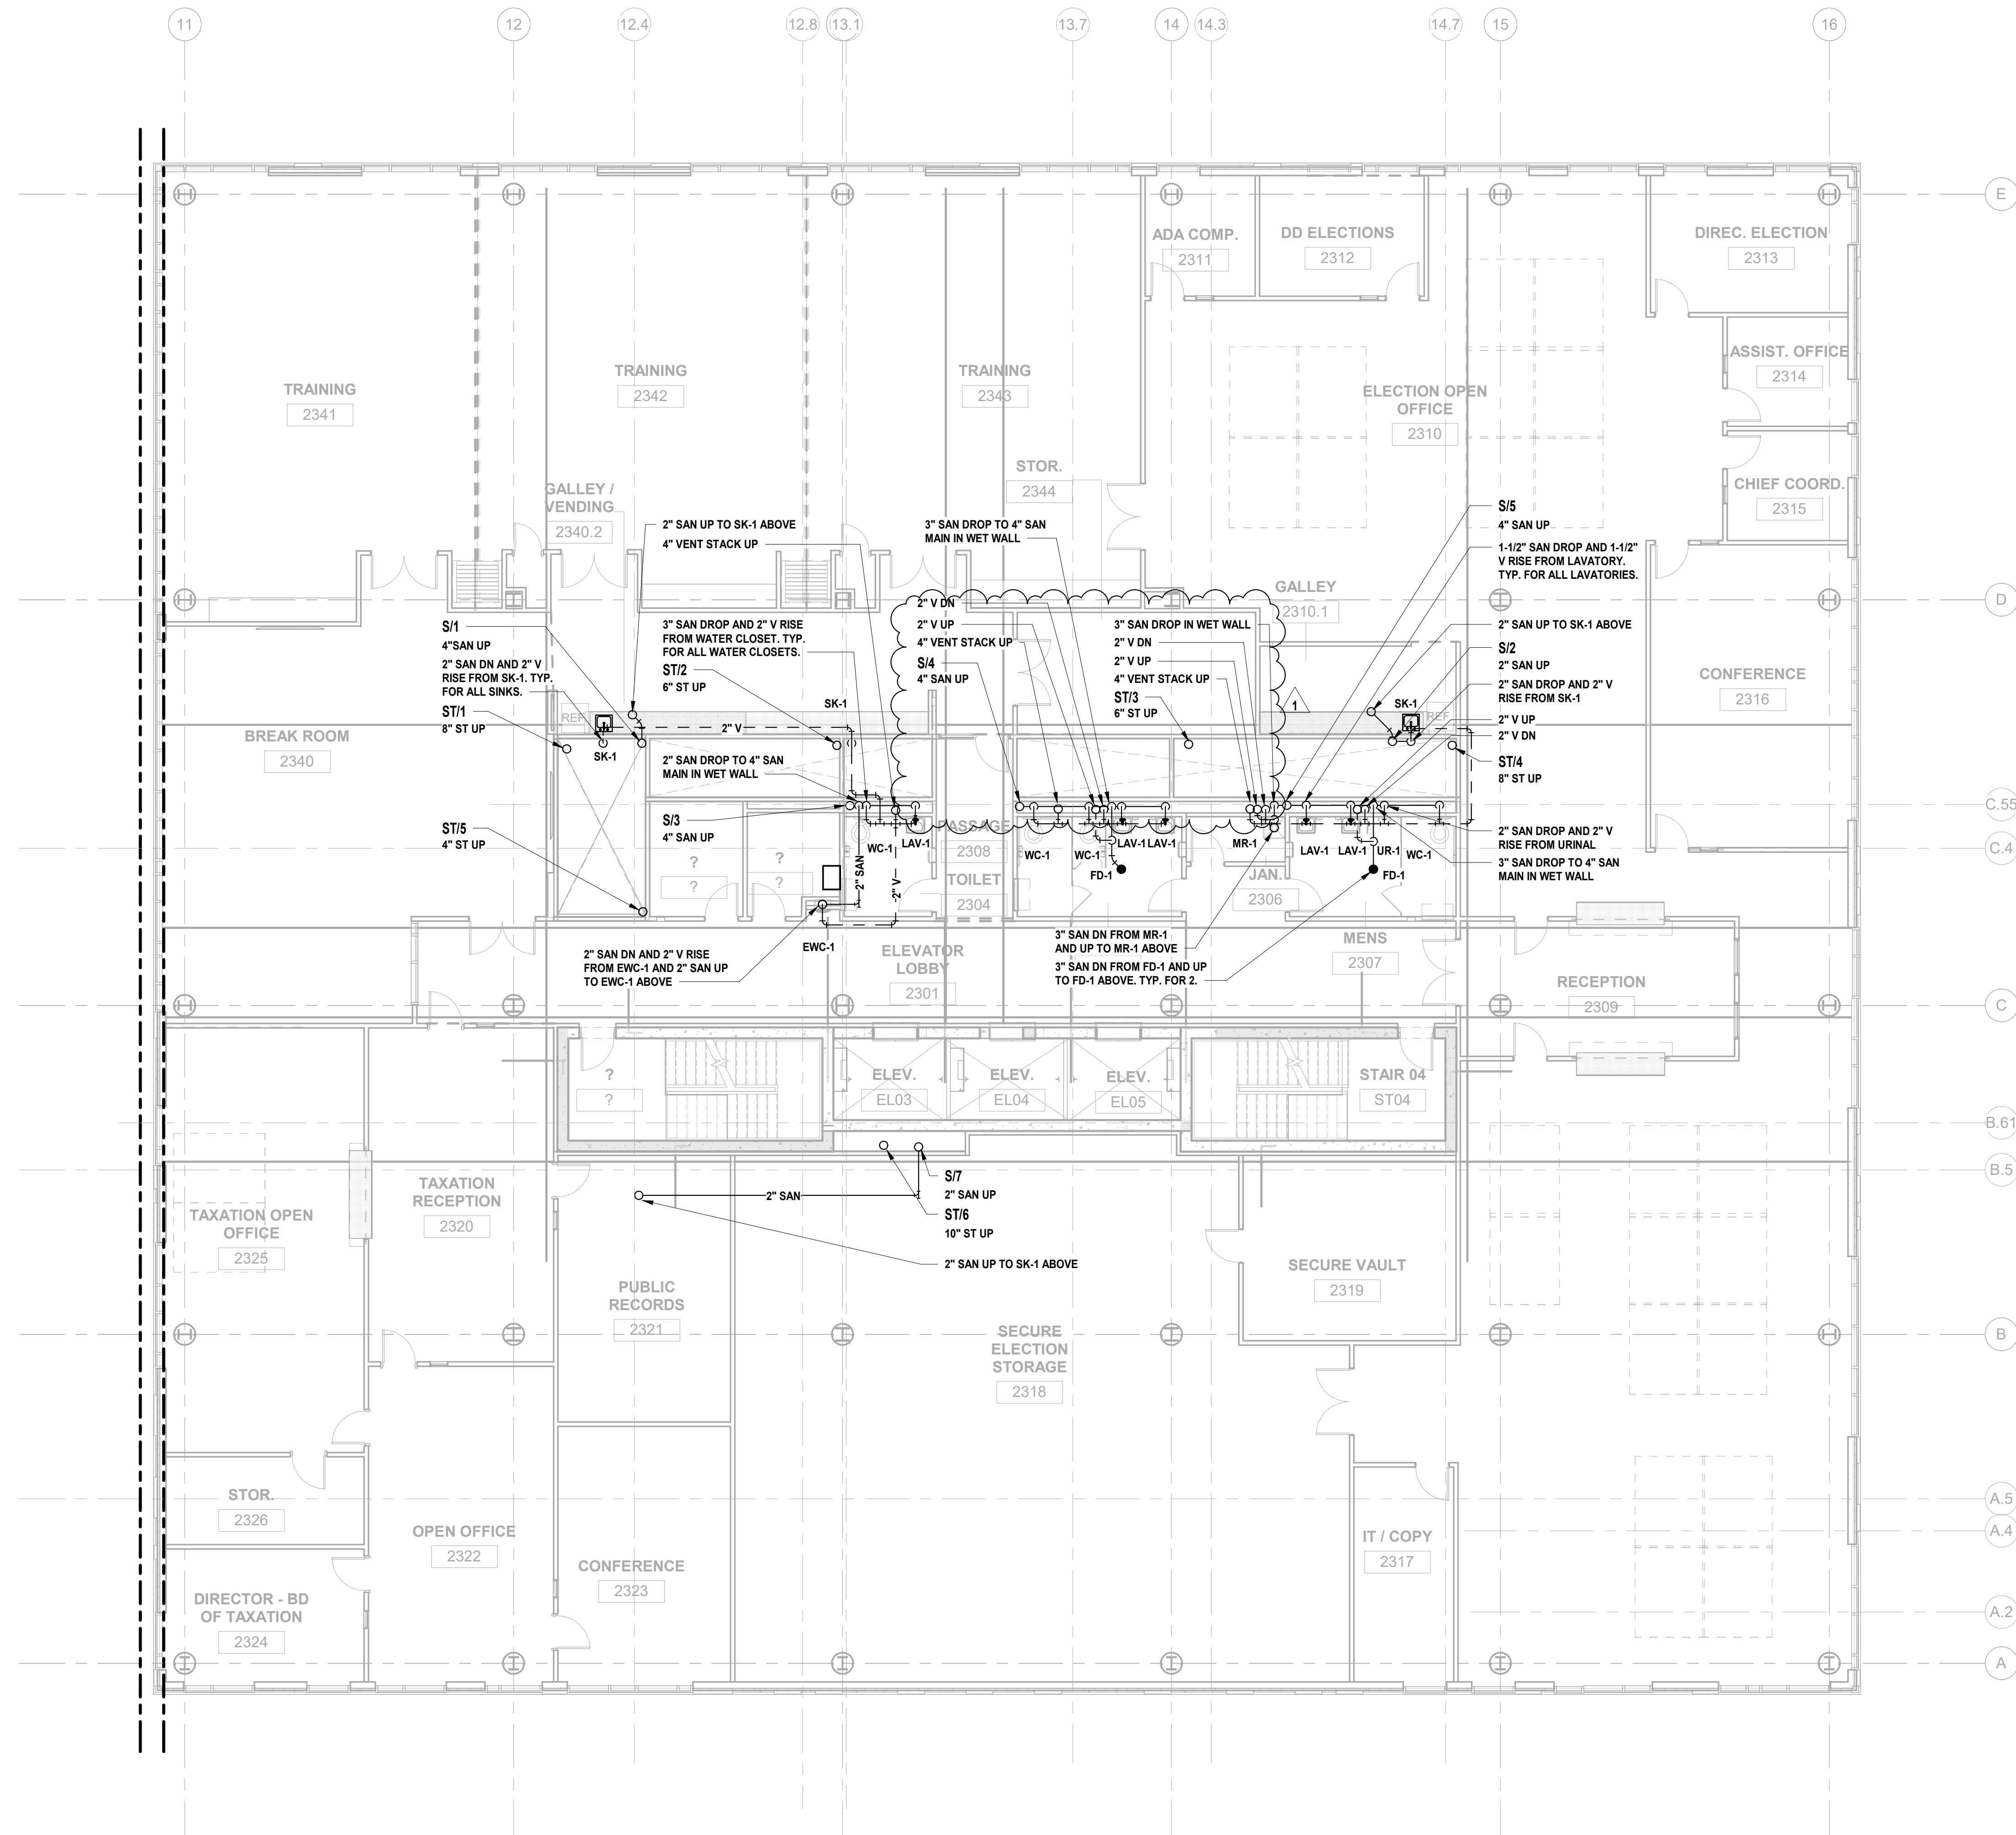 11
12
12.4
12.8
13.1
13.7
14
14.3
14.7
15
16
E
D
C.55
C.4
C
B.61
B.5
B
A.5
A.4
A.2
A
ADA COMP.
2311
DD ELECTIONS
2312
DIREC. ELECTION
2313
ASSIST. OFFICE
2314
CHIEF COORD.
2315
TRAINING
2341
TRAINING
2342
TRAINING
2343
ELECTION OPEN
OFFICE
2310
STOR.
2344
GALLEY /
VENDING
2340.2
GALLEY
2310.1
CONFERENCE
2316
BREAK ROOM
2340
2" SAN UP TO SK-1 ABOVE
4" VENT STACK UP
3" SAN DROP TO 4" SAN
MAIN IN WET WALL
S/5
4" SAN UP
1-1/2" SAN DROP AND 1-1/2"
V RISE FROM LAVATORY.
TYP. FOR ALL LAVATORIES.
S/1
4"SAN UP
2" SAN DN AND 2" V
RISE FROM SK-1. TYP.
FOR ALL SINKS.
ST/1
8" ST UP
3" SAN DROP AND 2" V RISE
FROM WATER CLOSET. TYP.
FOR ALL WATER CLOSETS.
ST/2
6" ST UP
2" V DN
2" V UP
4" VENT STACK UP
S/4
4" SAN UP
3" SAN DROP IN WET WALL
2" V DN
2" V UP
4" VENT STACK UP
ST/3
6" ST UP
1
2" SAN UP TO SK-1 ABOVE
S/2
2" SAN UP
2" SAN DROP AND 2" V
RISE FROM SK-1
2" V UP
2" V DN
ST/4
8" ST UP
REF
SK-1
SK-1
2" V
SK-1
REF
2" SAN DROP TO 4" SAN
MAIN IN WET WALL
S/3
4" SAN UP
ST/5
4" ST UP
2" SAN DROP AND 2" V
RISE FROM URINAL
3" SAN DROP TO 4" SAN
MAIN IN WET WALL
WC-1
LAV-1
2" SAN
2" V
PASSAGE
2308
TOILET
2304
WC-1
WC-1
LAV-1
LAV-1
FD-1
MR-1
JAN.
2306
LAV-1
LAV-1
UR-1
WC-1
FD-1
?
?
?
?
EWC-1
2" SAN DN AND 2" V RISE
FROM EWC-1 AND 2" SAN UP
TO EWC-1 ABOVE
ELEVATOR
LOBBY
2301
3" SAN DN FROM MR-1
AND UP TO MR-1 ABOVE
3" SAN DN FROM FD-1 AND UP
TO FD-1 ABOVE. TYP. FOR 2.
MENS
2307
RECEPTION
2309
?
?
ELEV.
EL03
ELEV.
EL04
ELEV.
EL05
STAIR 04
ST04
S/7
2" SAN UP
ST/6
10" ST UP
2" SAN
2" SAN UP TO SK-1 ABOVE
TAXATION
RECEPTION
2320
TAXATION OPEN
OFFICE
2325
PUBLIC
RECORDS
2321
SECURE VAULT
2319
SECURE
ELECTION
STORAGE
2318
STOR.
2326
OPEN OFFICE
2322
CONFERENCE
2323
IT / COPY
2317
DIRECTOR - BD
OF TAXATION
2324